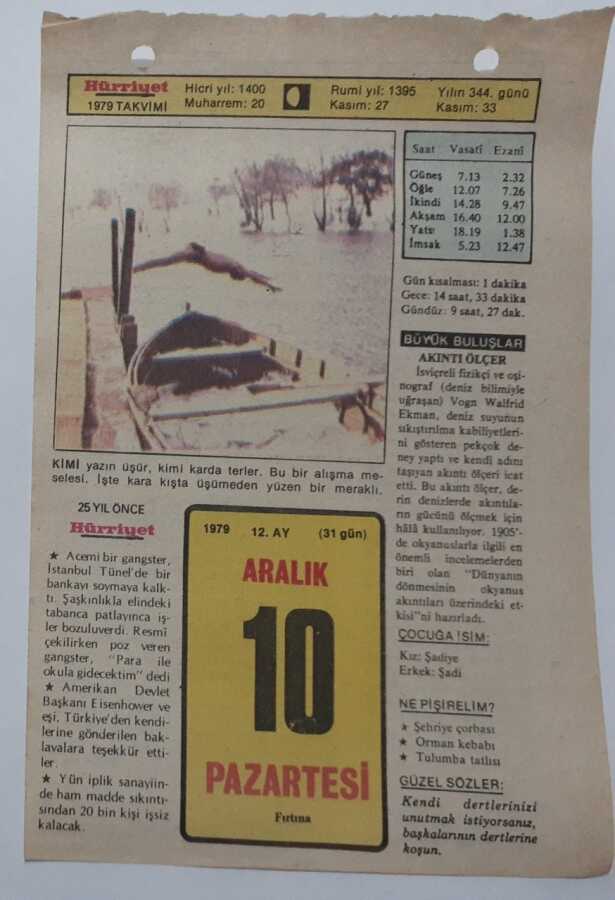 Hürriyet
1979 TAKVİMİ
Hicri yıl: 1400
Muharrem: 20
Rumi yıl: 1395
Kasım: 27
Yılın 344. günü
Kasım: 33
Saat Vasatî Ezanî
Güneş 7.13 2.32
Öğle 12.07 7.26
İkindi 14.28 9.47
Akşam 16.40 12.00
Yatsı 18.19 1.38
İmsak 5.23 12.47
Gün kısalması: 1 dakika
Gece: 14 saat, 33 dakika
Gündüz: 9 saat, 27 dak.
BÜYÜK BULUŞLAR
AKINTI ÖLÇER
İsviçreli fizikçi ve oşi-
nograf (deniz bilimiyle
uğraşan) Vogn Walfrid
Ekman, deniz suyunun
sıkıştırılma kabiliyetleri-
ni gösteren pekçok de-
ney yaptı ve kendi adını
taşıyan akıntı ölçeri icat
etti. Bu akıntı ölçer, de-
rin denizlerde akıntıla-
rın gücünü ölçmek için
hâlâ kullanılıyor. 1905'
de okyanuslarla ilgili en
önemli incelemelerden
biri olan "Dünyanın
dönmesinin okyanus
akıntıları üzerindeki et-
kisi"ni hazırladı.
ÇOCUĞA İSİM:
Kız: Şadiye
Erkek: Şadi
NE PİŞİRELİM?
★ Şehriye çorbası
★ Orman kebabı
★ Tulumba tatlısı
GÜZEL SÖZLER:
Kendi dertlerinizi
unutmak istiyorsanız,
başkalarının dertlerine
koşun.
KİMİ yazın üşür, kimi karda terler. Bu bir alışma me-
selesi. İşte kara kışta üşümeden yüzen bir meraklı.
25 YIL ÖNCE
Hürriyet
★ Acemi bir gangster,
İstanbul Tünel'de bir
bankayı soymaya kalk-
tı. Şaşkınlıkla elindeki
tabanca patlayınca iş-
ler bozuluverdi. Resmi
çekilirken poz veren
gangster, "Para ile
okula gidecektim" dedi
★ Amerikan Devlet
Başkanı Eisenhower ve
eşi, Türkiye'den kendi-
lerine gönderilen bak-
lavalara teşekkür etti-
ler.
★ Yün iplik sanayiin-
de ham madde sıkıntı-
sından 20 bin kişi işsiz
kalacak.
1979 12. AY (31 gün)
ARALIK
10
PAZARTESİ
Fırtına